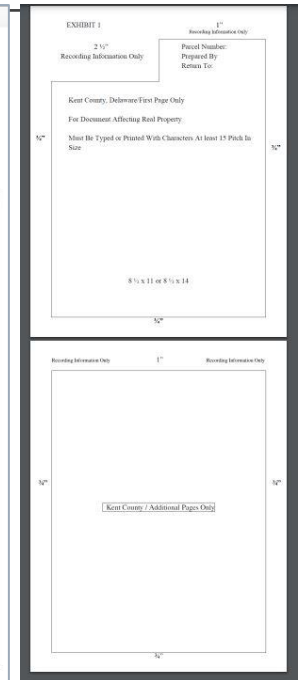 EXHIBIT 1
1"
Recording Information Only
2 ½"
Recording Information Only
Parcel Number:
Prepared By
Return To:
Kent County, Delaware/First Page Only
For Document Affecting Real Property
¾"
Must Be Typed or Printed With Characters At least 15 Pitch In
Size
¾"
8 ½ x 11 or 8 ½ x 14
¾"
Recording Information Only
1"
Recording Information Only
¾"
¾"
Kent County / Additional Pages Only
¾"